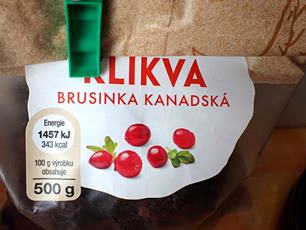 KLIKVA
BRUSINKA KANADSKÁ
Energie
1457 kJ
343 kcal
100 g výrobku
obsahuje
500 g